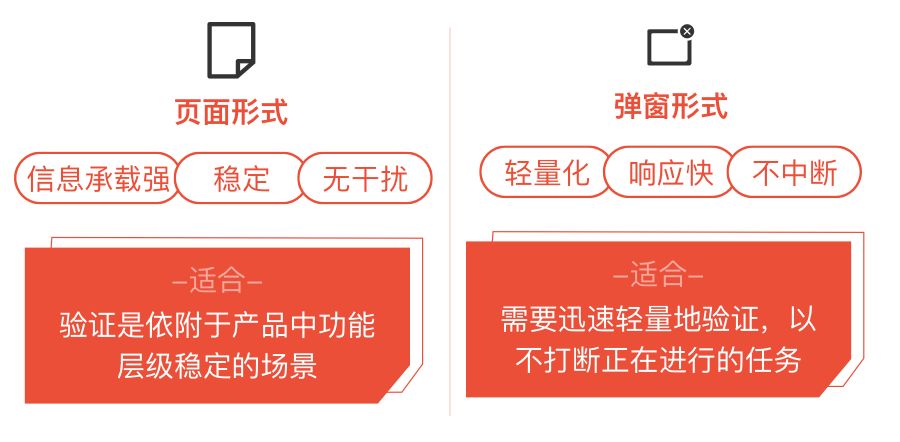 页面形式
信息承载强
稳定
无干扰
–适合–
验证是依附于产品中功能
层级稳定的场景
弹窗形式
轻量化
响应快
不中断
–适合–
需要迅速轻量地验证，以
不打断正在进行的任务